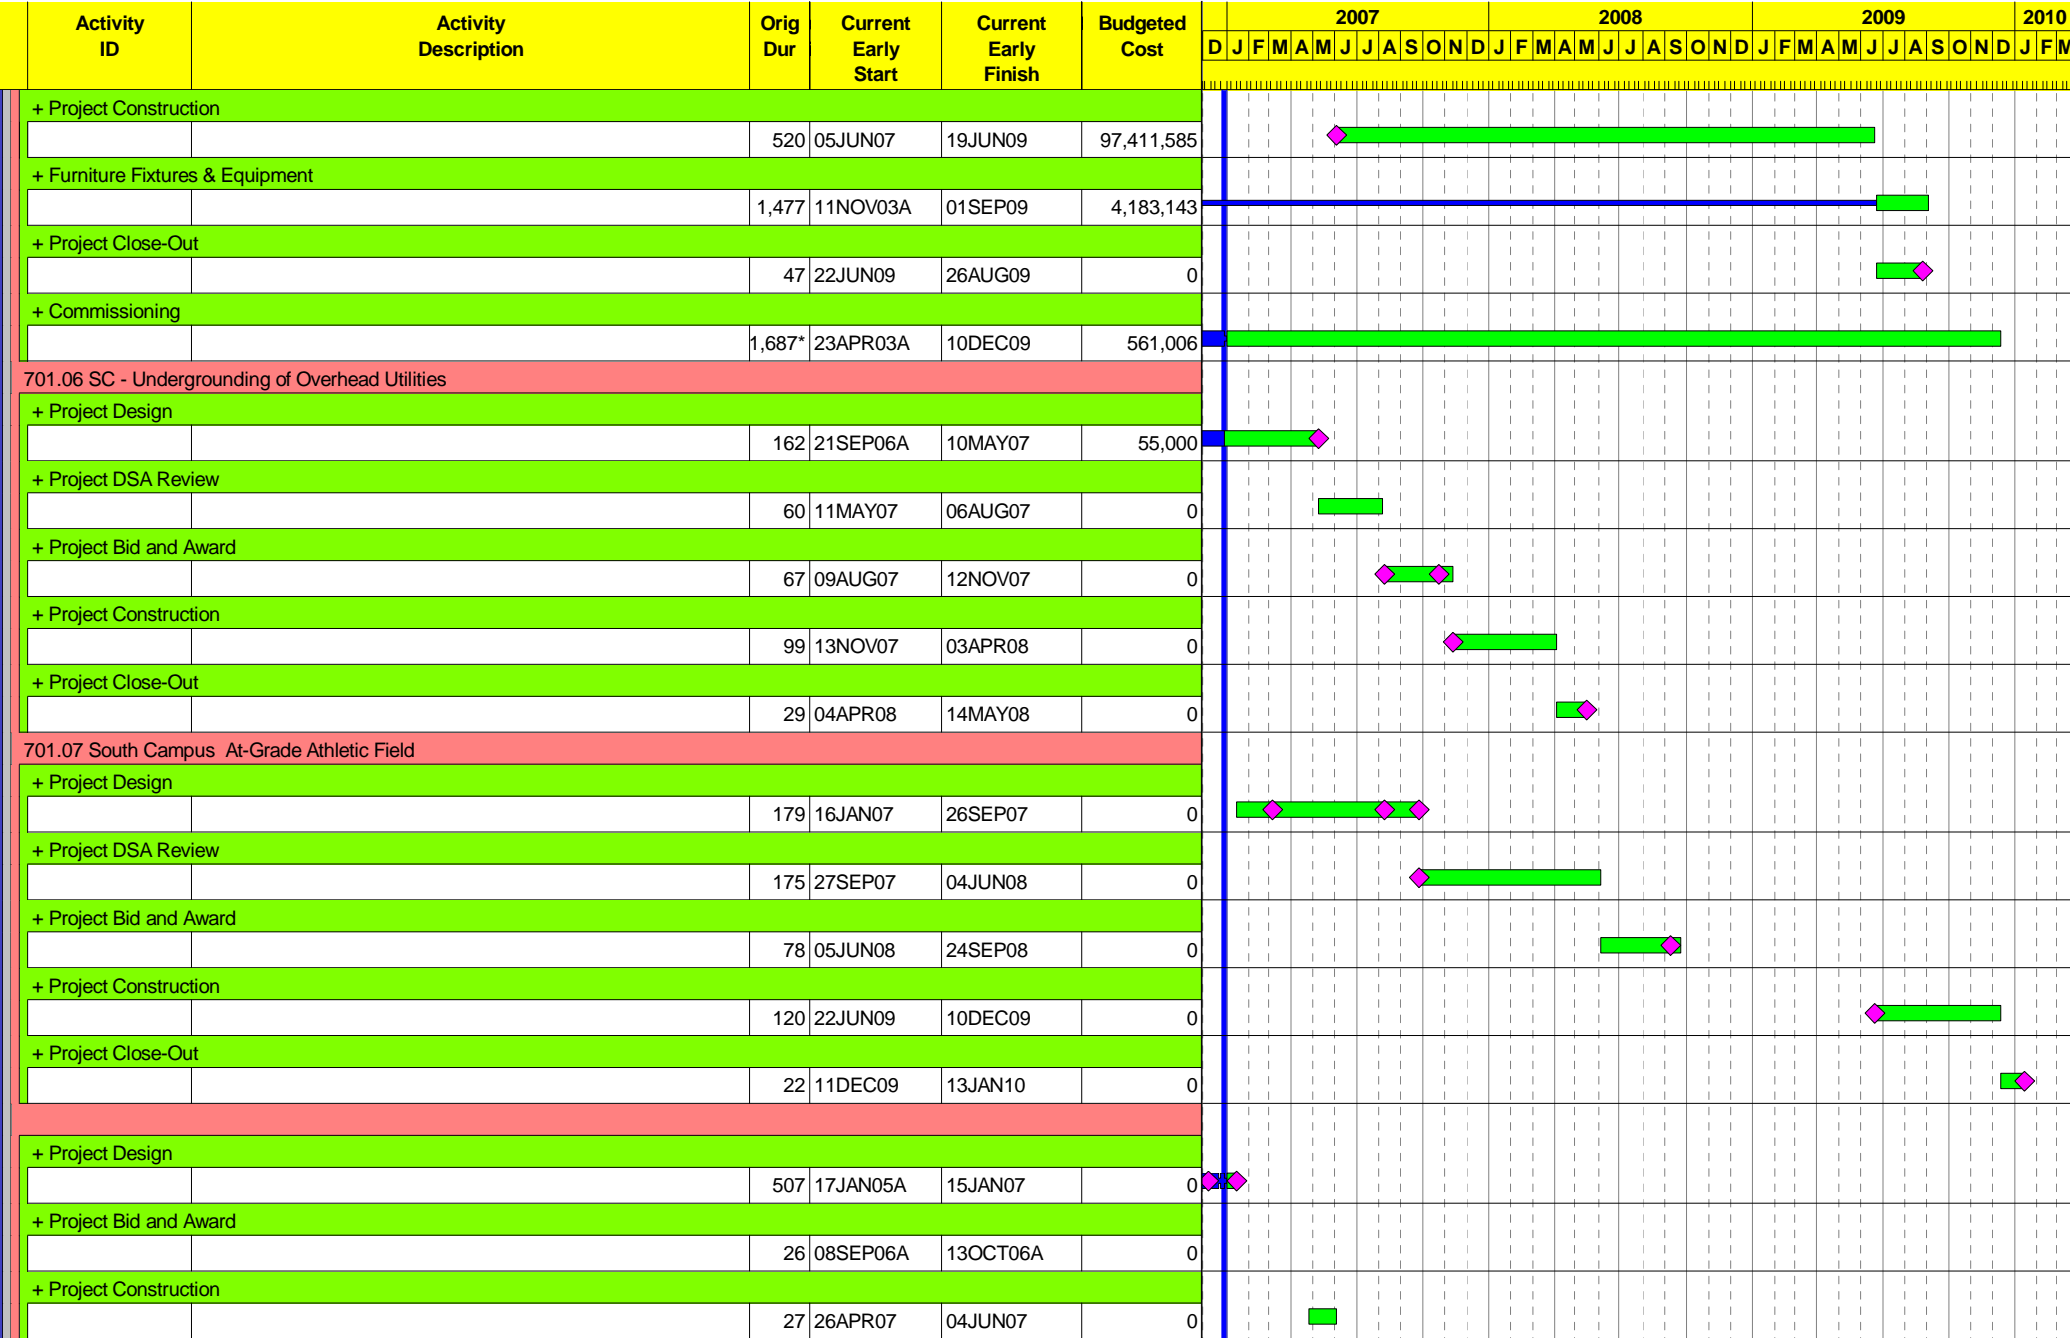 Activity ID Activity Description Orig Dur Current Early Start Current Early Finish Budgeted Cost
2007 2008 2009 2010
D J F M A M J J A S O N D J F M A M J J A S O N D J F M A M J J A S O N D J F M
+ Project Construction
520 05JUN07 19JUN09 97,411,585
+ Furniture Fixtures & Equipment
1,477 11NOV03A 01SEP09 4,183,143
+ Project Close-Out
47 22JUN09 26AUG09 0
+ Commissioning
1,687* 23APR03A 10DEC09 561,006
701.06 SC - Undergrounding of Overhead Utilities
+ Project Design
162 21SEP06A 10MAY07 55,000
+ Project DSA Review
60 11MAY07 06AUG07 0
+ Project Bid and Award
67 09AUG07 12NOV07 0
+ Project Construction
99 13NOV07 03APR08 0
+ Project Close-Out
29 04APR08 14MAY08 0
701.07 South Campus At-Grade Athletic Field
+ Project Design
179 16JAN07 26SEP07 0
+ Project DSA Review
175 27SEP07 04JUN08 0
+ Project Bid and Award
78 05JUN08 24SEP08 0
+ Project Construction
120 22JUN09 10DEC09 0
+ Project Close-Out
22 11DEC09 13JAN10 0
+ Project Design
507 17JAN05A 15JAN07 0
+ Project Bid and Award
26 08SEP06A 13OCT06A 0
+ Project Construction
27 26APR07 04JUN07 0